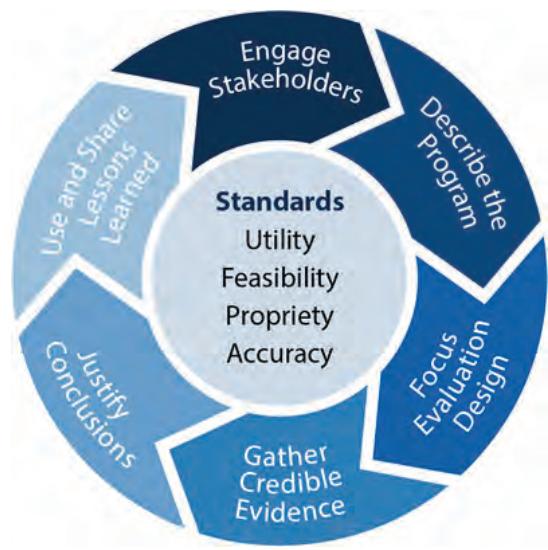 Engage
Stakeholders
Describe the
Program
Focus
Evaluation
Design
Gather
Credible
Evidence
Justify
Conclusions
Use and Share
Lessons
Learned
Standards
Utility
Feasibility
Propriety
Accuracy